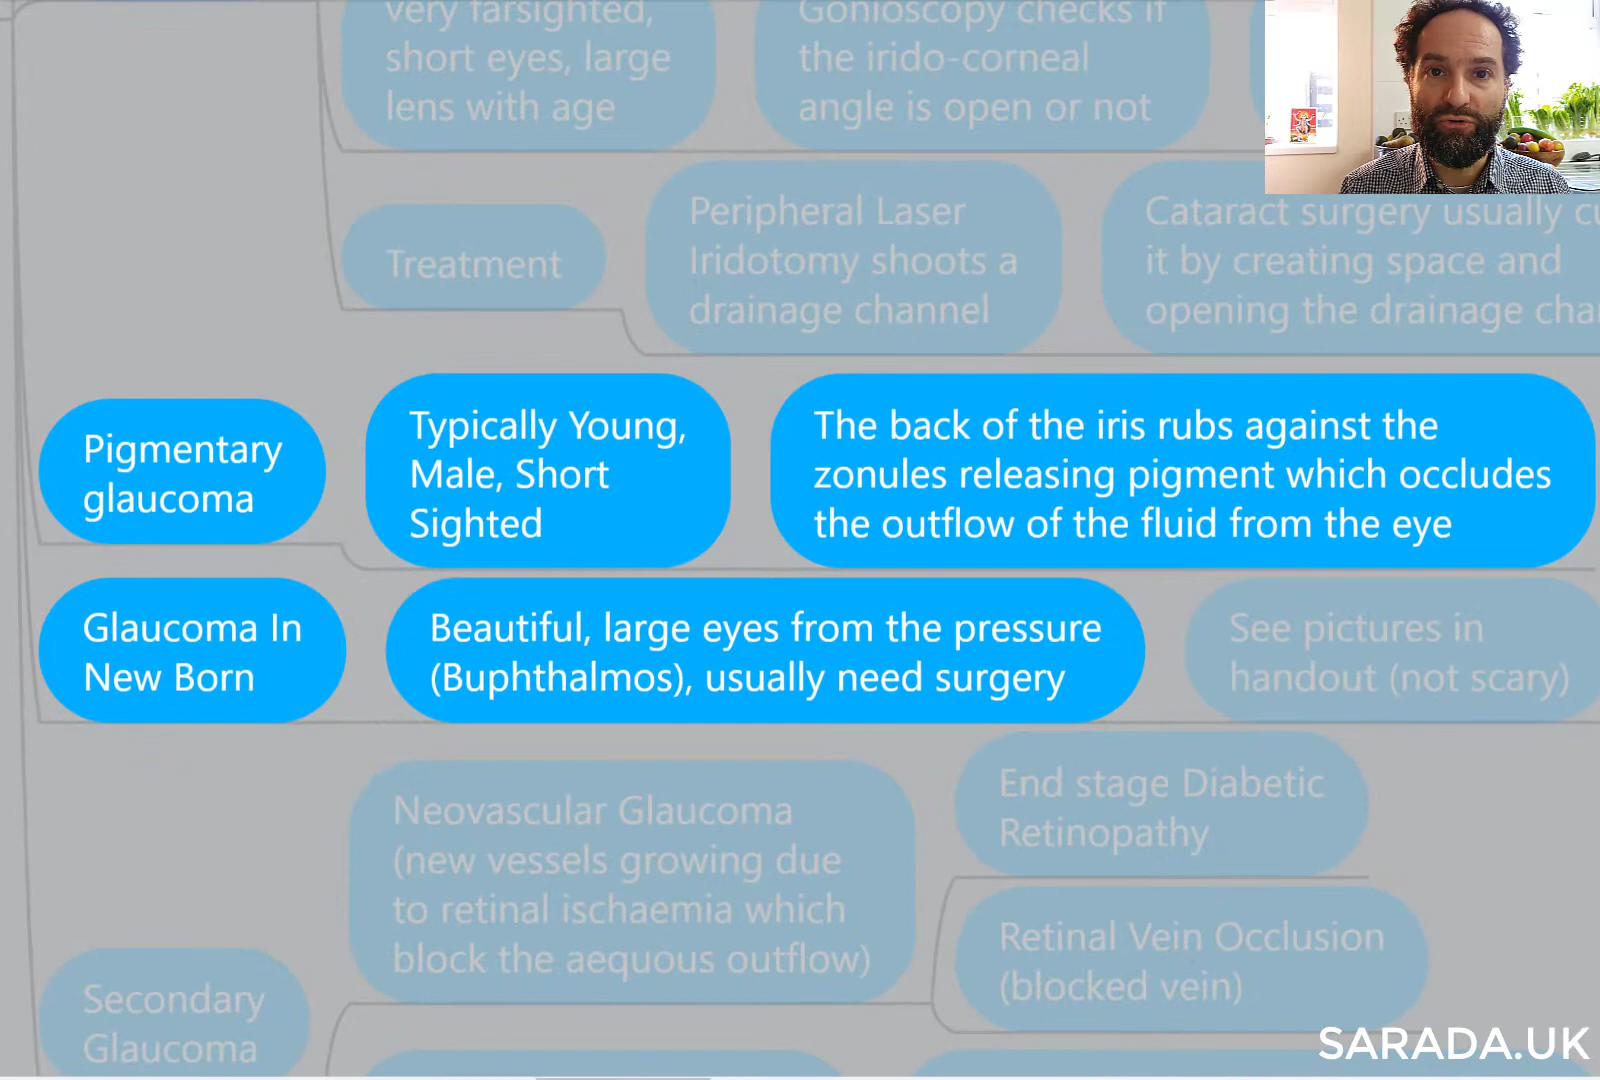 very farsighted,
short eyes, large
lens with age
Gonioscopy checks if
the irido-corneal
angle is open or not
Treatment
Peripheral Laser
Iridotomy shoots a
drainage channel
Cataract surgery usually
it by creating space and
opening the drainage
Pigmentary
glaucoma
Typically Young,
Male, Short
Sighted
The back of the iris rubs against the
zonules releasing pigment which occludes
the outflow of the fluid from the eye
Glaucoma In
New Born
Beautiful, large eyes from the pressure
(Buphthalmos), usually need surgery
See pictures in
handout (not scary)
Secondary
Glaucoma
Neovascular Glaucoma
(new vessels growing due
to retinal ischaemia which
block the aequous outflow)
End stage Diabetic
Retinopathy
Retinal Vein Occlusion
(blocked vein)
SARADA.UK